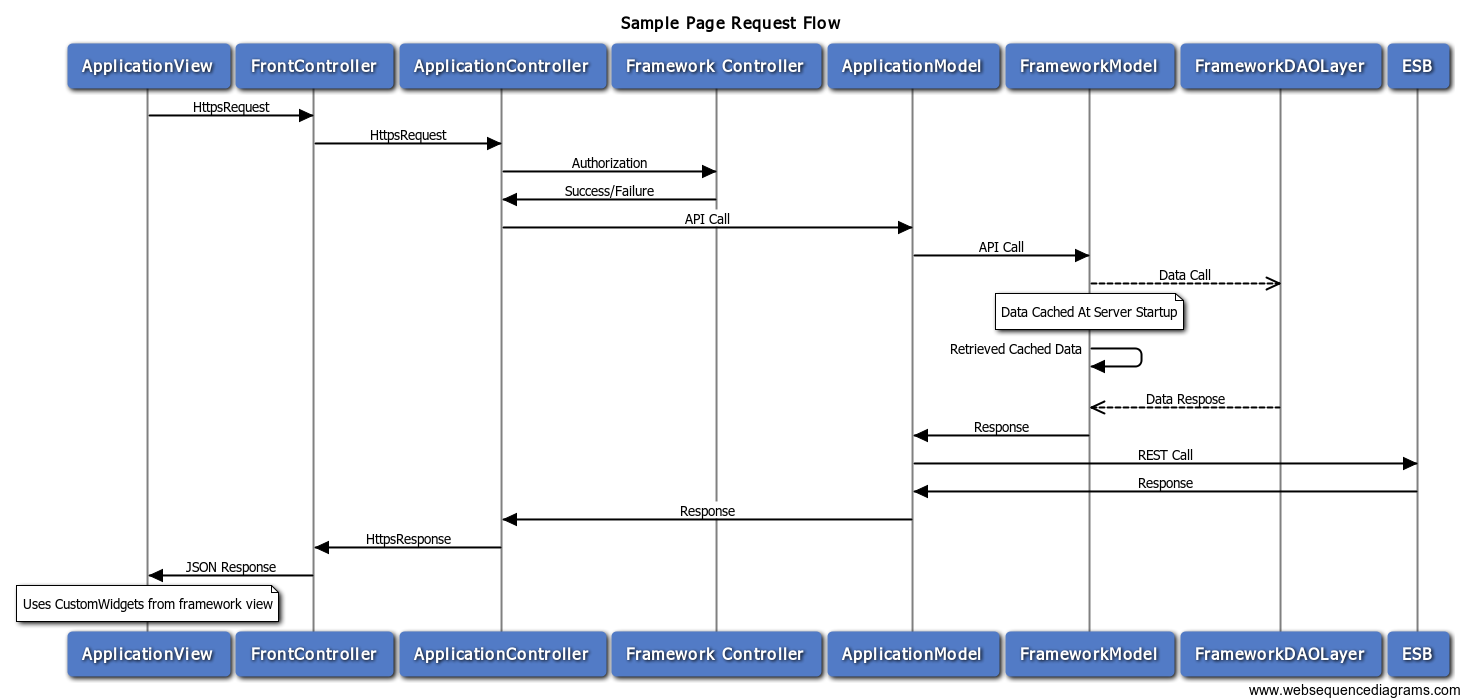 Sample Page Request Flow
ApplicationView FrontController ApplicationController Framework Controller ApplicationModel FrameworkModel FrameworkDAOLayer ESB
HttpsRequest
HttpsRequest
Authorization
Success/Failure
API Call
API Call
Data Call
Data Cached At Server Startup
Retrieved Cached Data
Data Respose
Response
REST Call
Response
Response
HttpsResponse
JSON Response
Uses CustomWidgets from framework view
ApplicationView FrontController ApplicationController Framework Controller ApplicationModel FrameworkModel FrameworkDAOLayer ESB
www.websequencediagrams.com